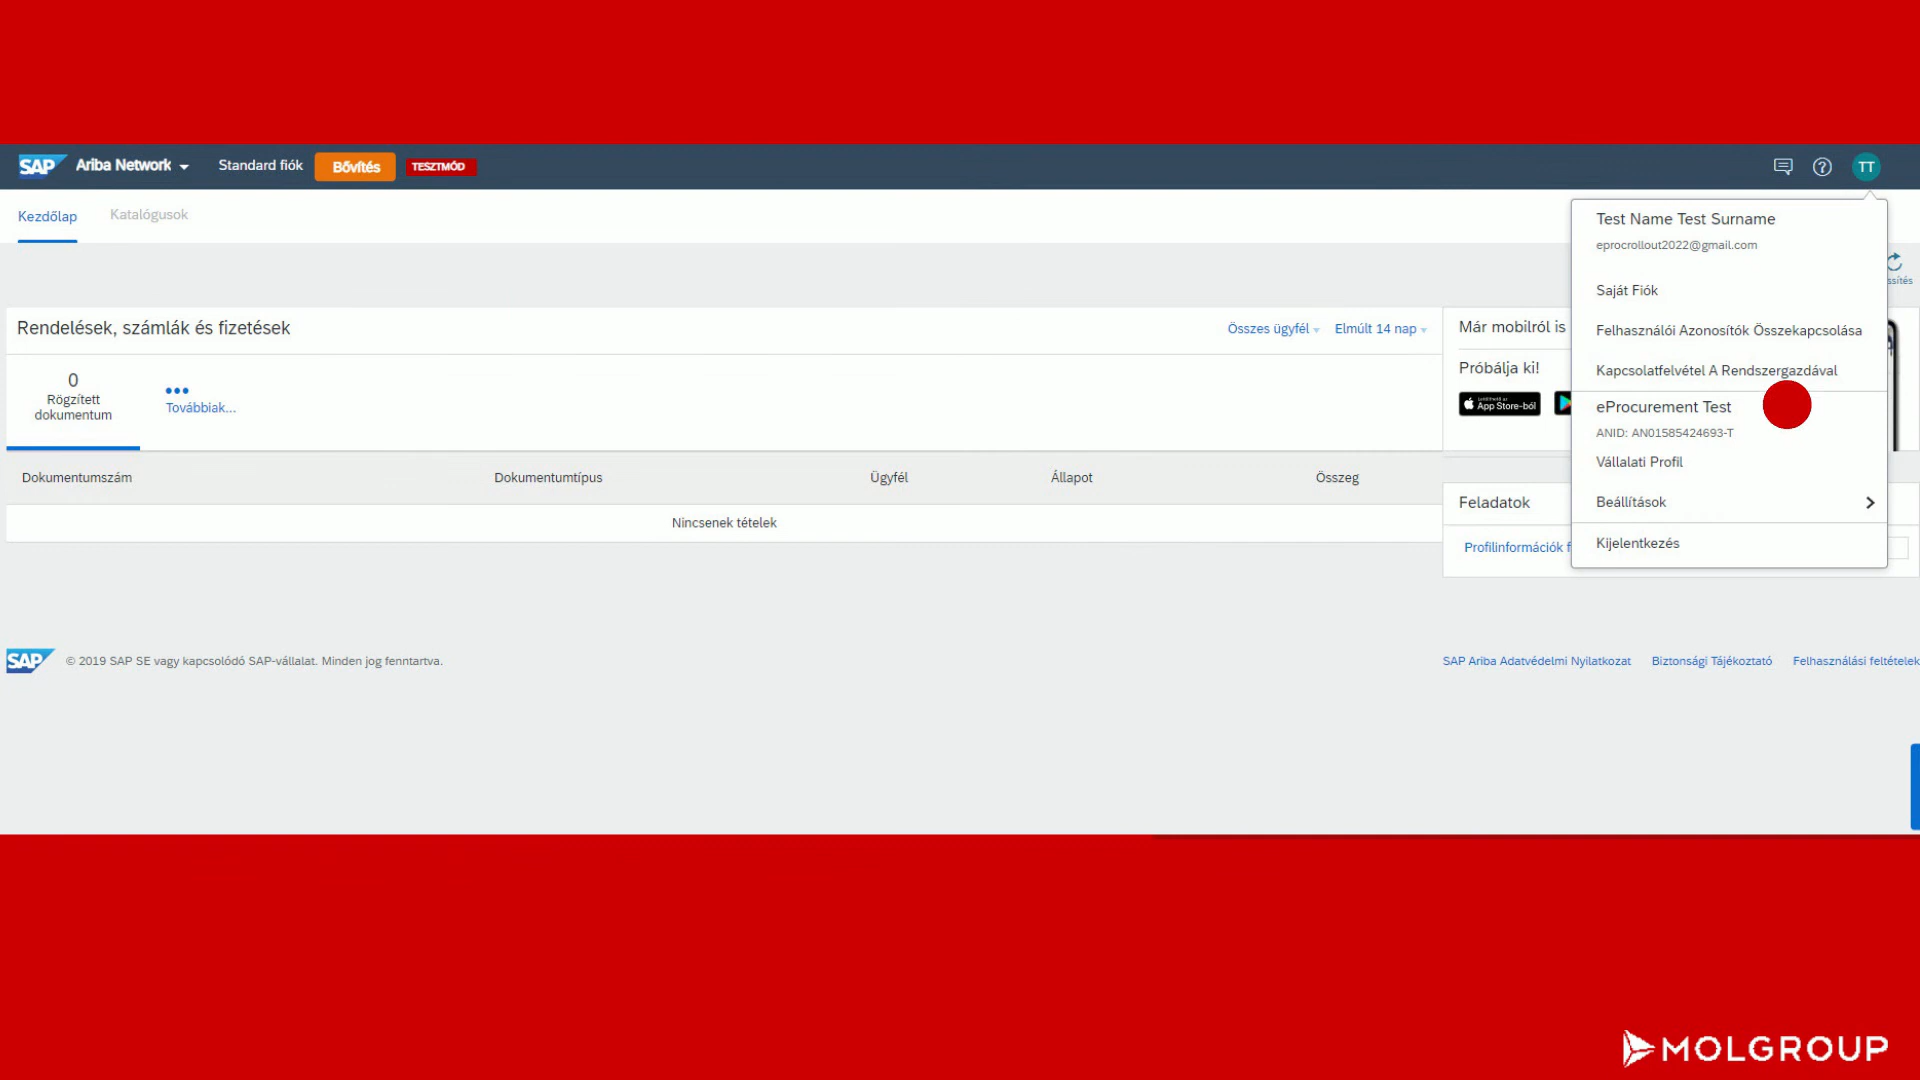 SAP Ariba Network Standard fiók Bővítés TESZTMÓD TT
Kezdőlap Katalógusok
Test Name Test Surname
eprocrollout2022@gmail.com
Saját Fiók
Felhasználói Azonosítók Összekapcsolása
Kapcsolatfelvétel A Rendszergazdával
eProcurement Test
ANID: AN01585424693-T
Vállalati Profil
Beállítások
Kijelentkezés
Rendelések, számlák és fizetések Összes ügyfél Elmúlt 14 nap
0
Rögzített
dokumentum
Továbbiak...
Dokumentumszám Dokumentumtípus Ügyfél Állapot Összeg
Nincsenek tételek
Már mobilról is
Próbálja ki!
App Store-ból
Feladatok
Profilinformációk
SAP © 2019 SAP SE vagy kapcsolódó SAP-vállalat. Minden jog fenntartva.
SAP Ariba Adatvédelmi Nyilatkozat Biztonsági Tájékoztató Felhasználási feltételek
MOLGROUP